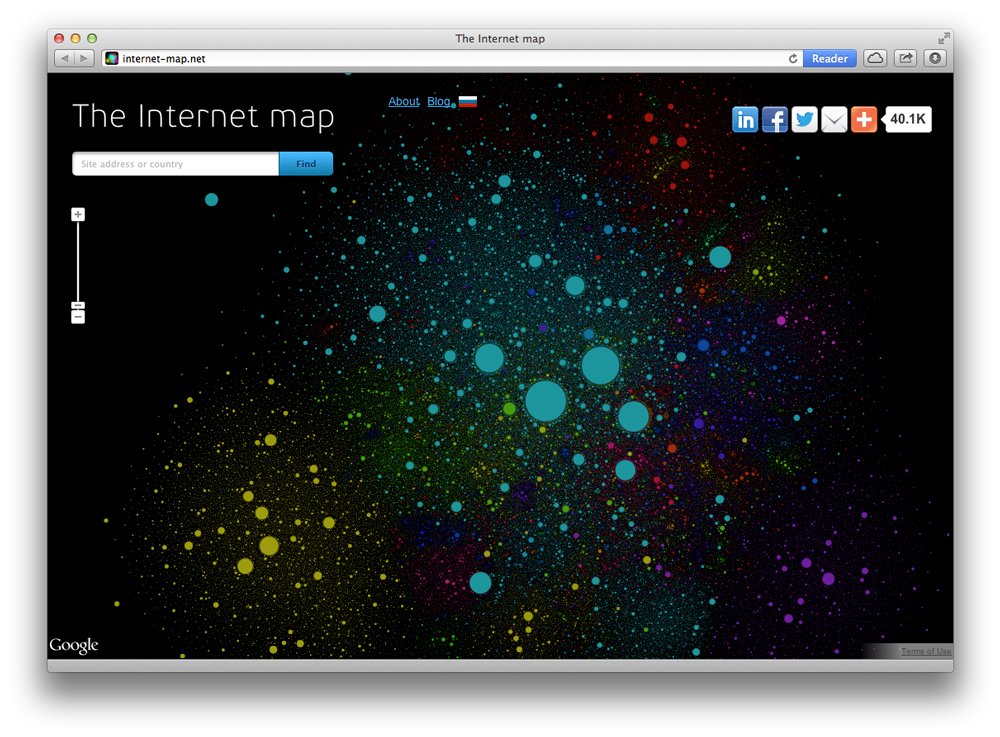 The Internet map
internet-map.net
Reader
The Internet map
About Blog
in f 40.1K
Site address or country Find
Google
Terms of Use